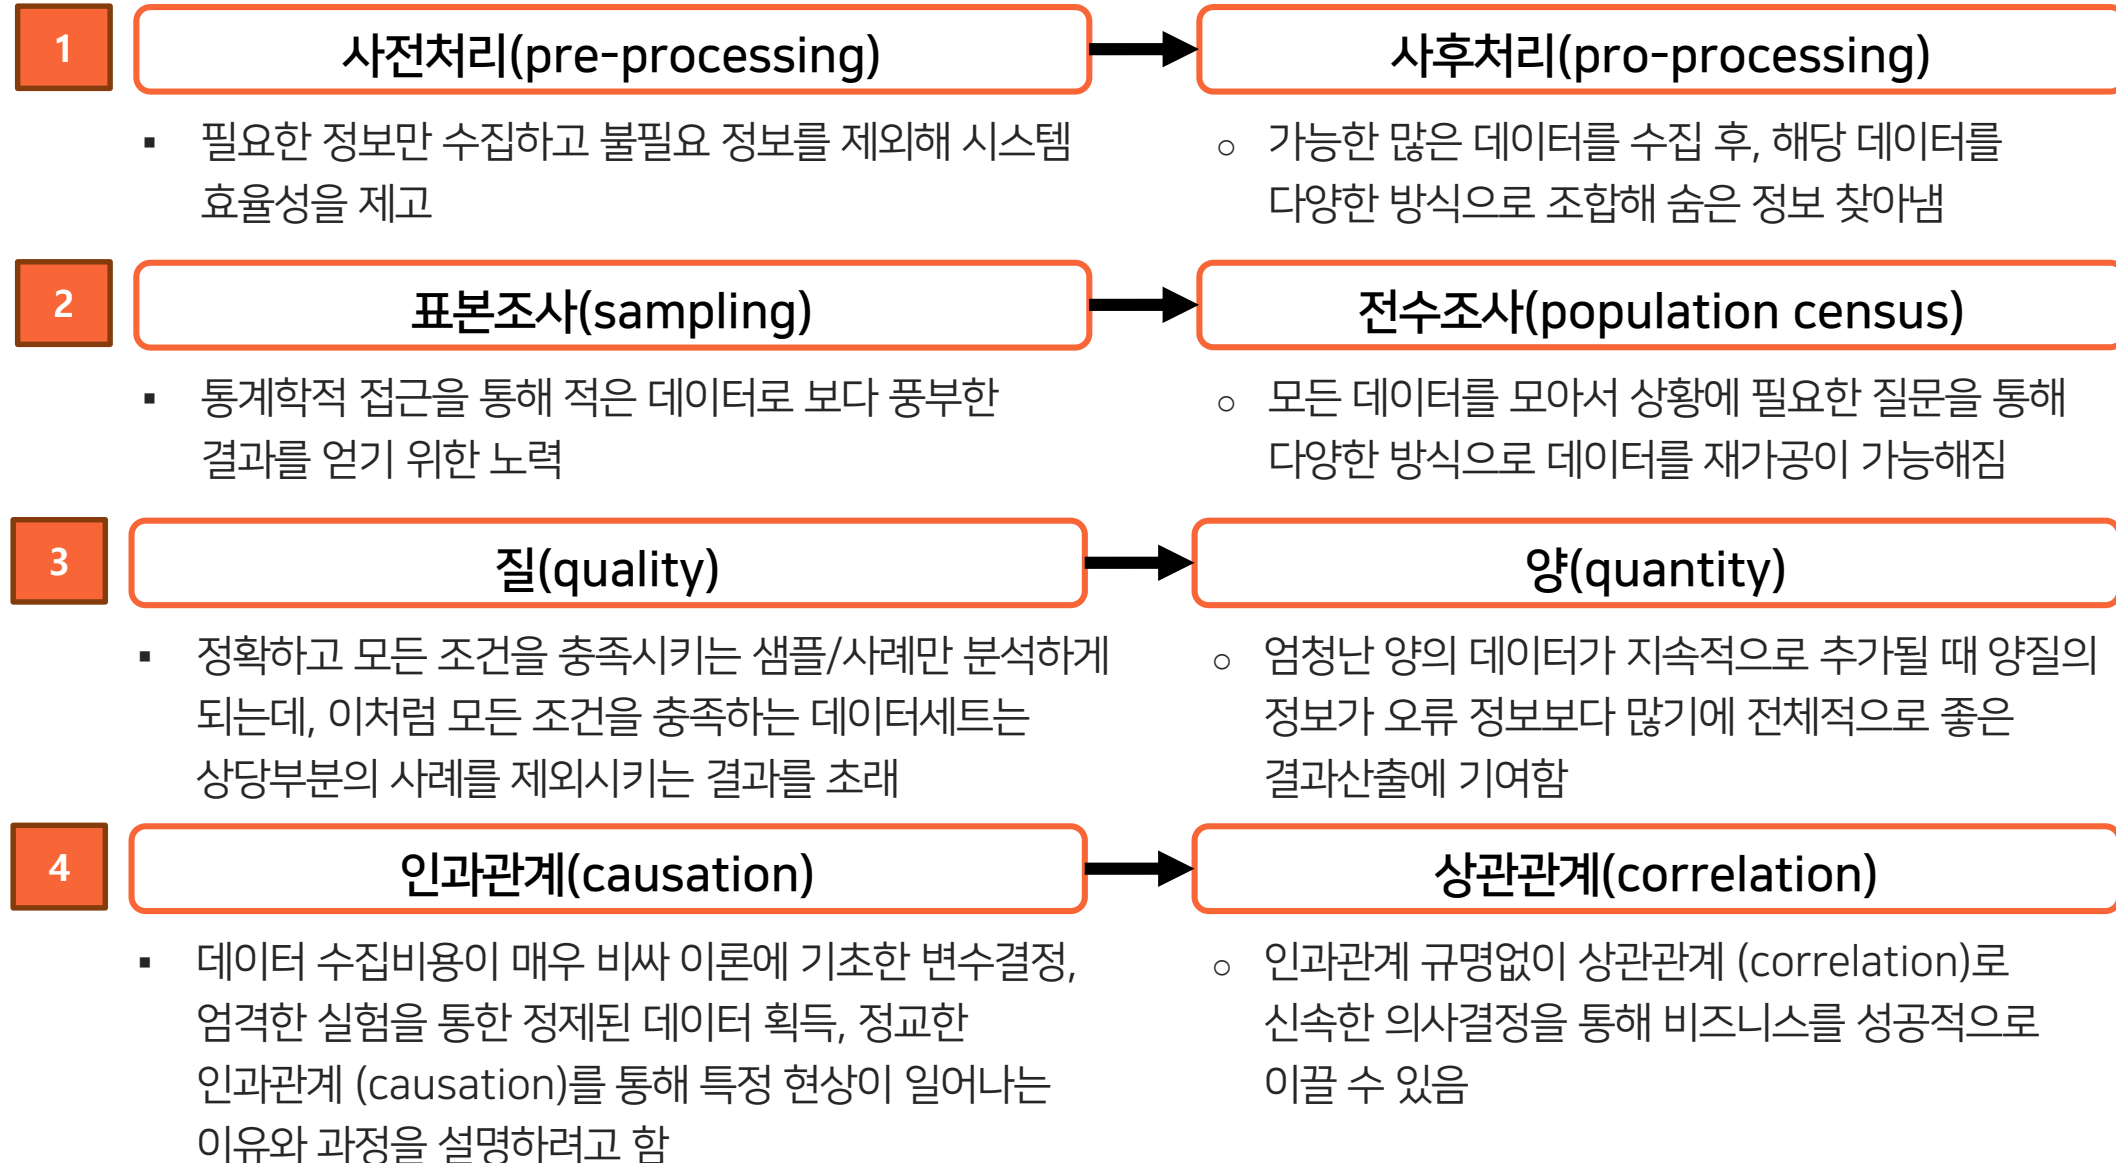 1
사전처리(pre-processing)
사후처리(pro-processing)
▪ 필요한 정보만 수집하고 불필요 정보를 제외해 시스템
효율성을 제고
○ 가능한 많은 데이터를 수집 후, 해당 데이터를
다양한 방식으로 조합해 숨은 정보 찾아냄
2
표본조사(sampling)
전수조사(population census)
▪ 통계학적 접근을 통해 적은 데이터로 보다 풍부한
결과를 얻기 위한 노력
○ 모든 데이터를 모아서 상황에 필요한 질문을 통해
다양한 방식으로 데이터를 재가공이 가능해짐
3
질(quality)
양(quantity)
▪ 정확하고 모든 조건을 충족시키는 샘플/사례만 분석하게
되는데, 이처럼 모든 조건을 충족하는 데이터세트는
상당부분의 사례를 제외시키는 결과를 초래
○ 엄청난 양의 데이터가 지속적으로 추가될 때 양질의
정보가 오류 정보보다 많기에 전체적으로 좋은
결과산출에 기여함
4
인과관계(causation)
상관관계(correlation)
▪ 데이터 수집비용이 매우 비싸 이론에 기초한 변수결정,
엄격한 실험을 통한 정제된 데이터 획득, 정교한
인과관계 (causation)를 통해 특정 현상이 일어나는
이유와 과정을 설명하려고 함
○ 인과관계 규명없이 상관관계 (correlation)로
신속한 의사결정을 통해 비즈니스를 성공적으로
이끌 수 있음